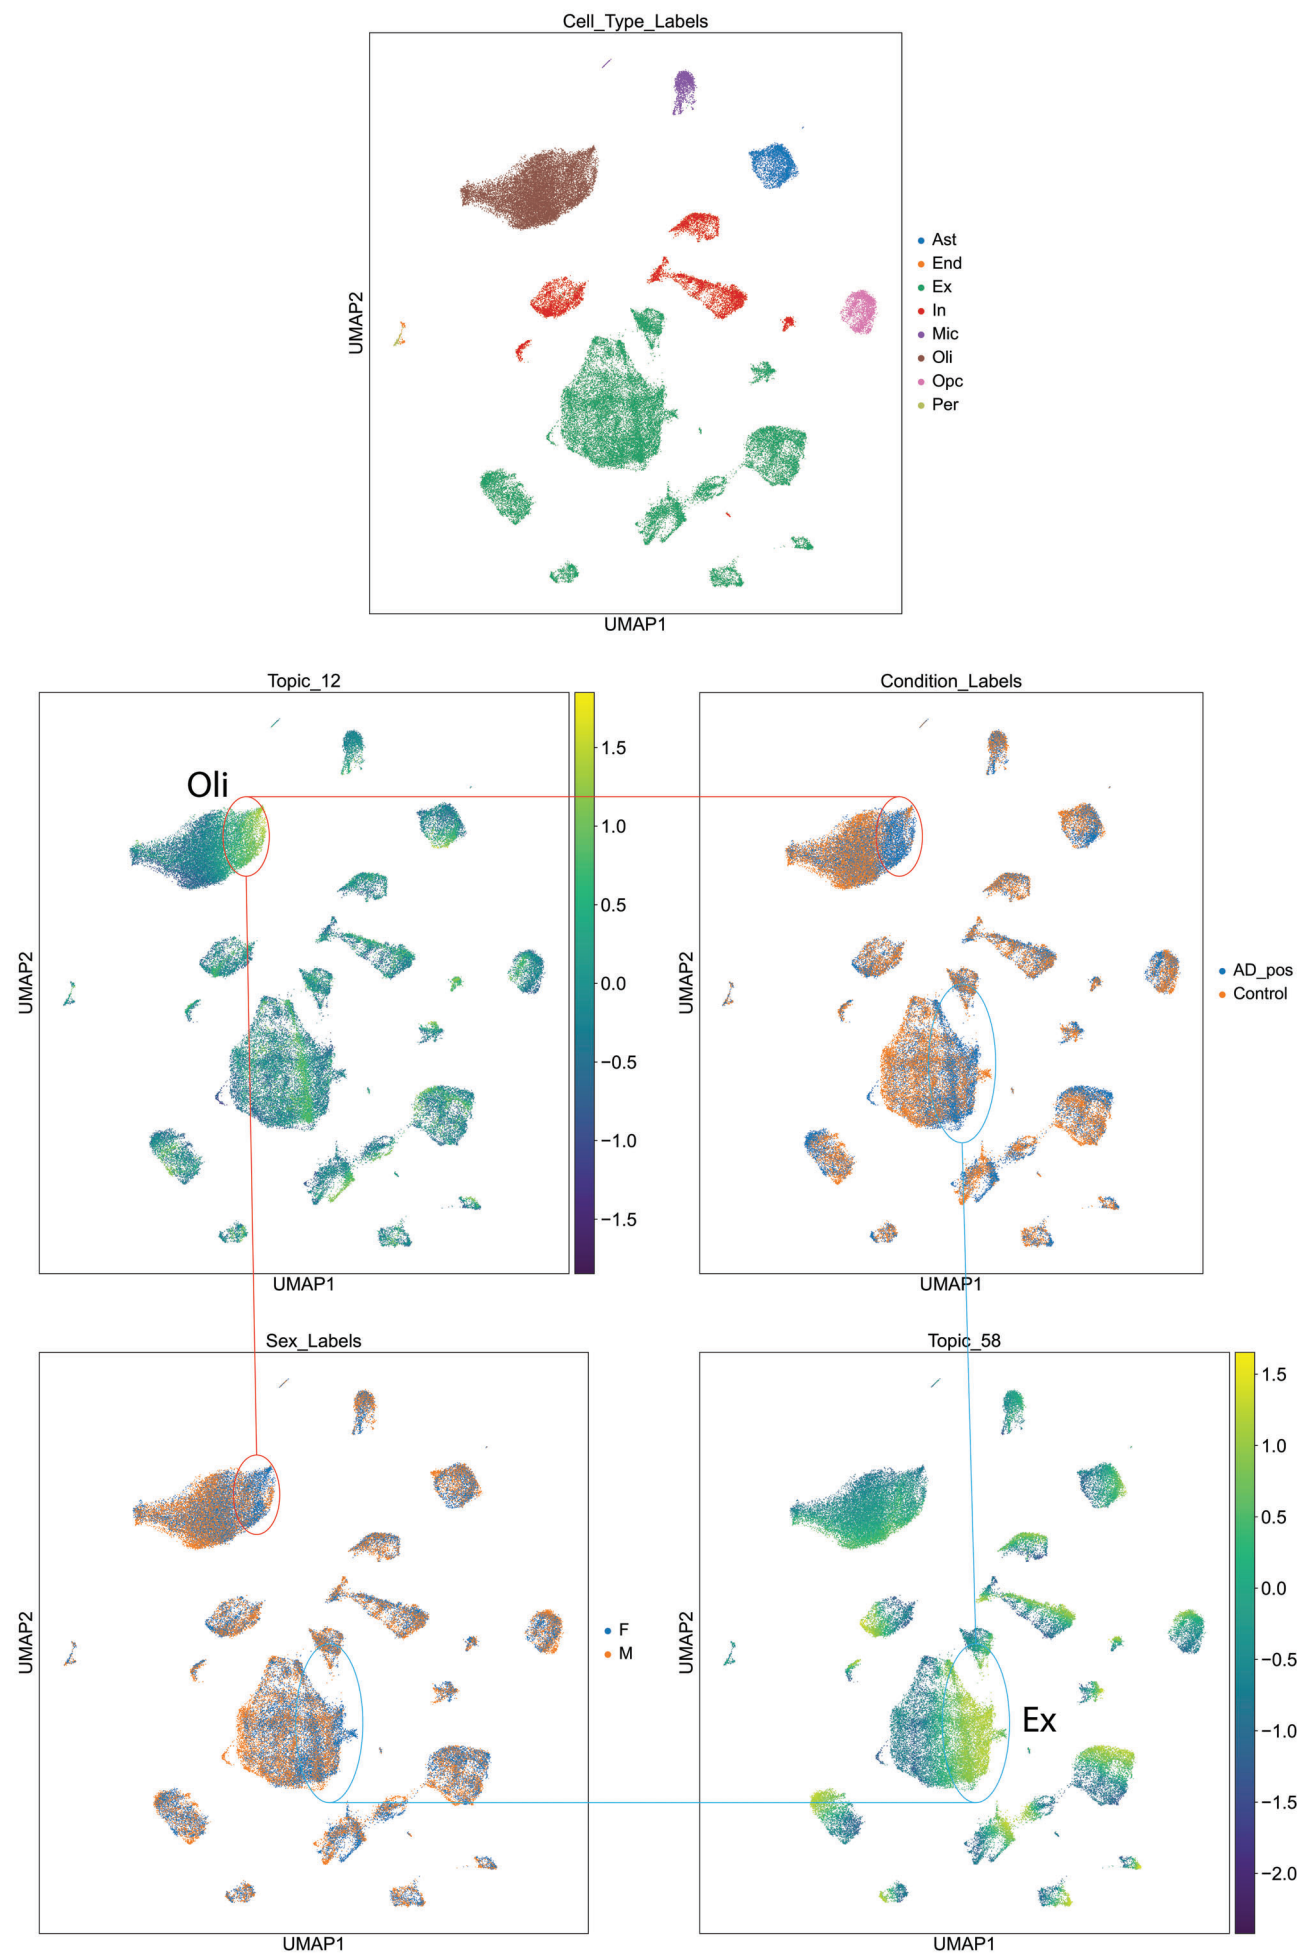 Cell_Type_Labels
UMAP2
Ast
End
Ex
In
Mic
Oli
Opc
Per
UMAP1
Topic_12
Oli
UMAP2
1.5
1.0
0.5
0.0
−0.5
−1.0
−1.5
UMAP1
Condition_Labels
UMAP2
AD_pos
Control
UMAP1
Sex_Labels
UMAP2
F
M
UMAP1
Topic_58
UMAP2
Ex
1.5
1.0
0.5
0.0
−0.5
−1.0
−1.5
−2.0
UMAP1